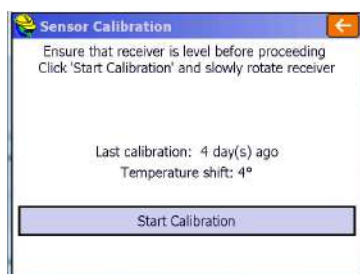 Sensor Calibration
Ensure that receiver is level before proceeding
Click 'Start Calibration' and slowly rotate receiver
Last calibration: 4 day(s) ago
Temperature shift: 4°
Start Calibration